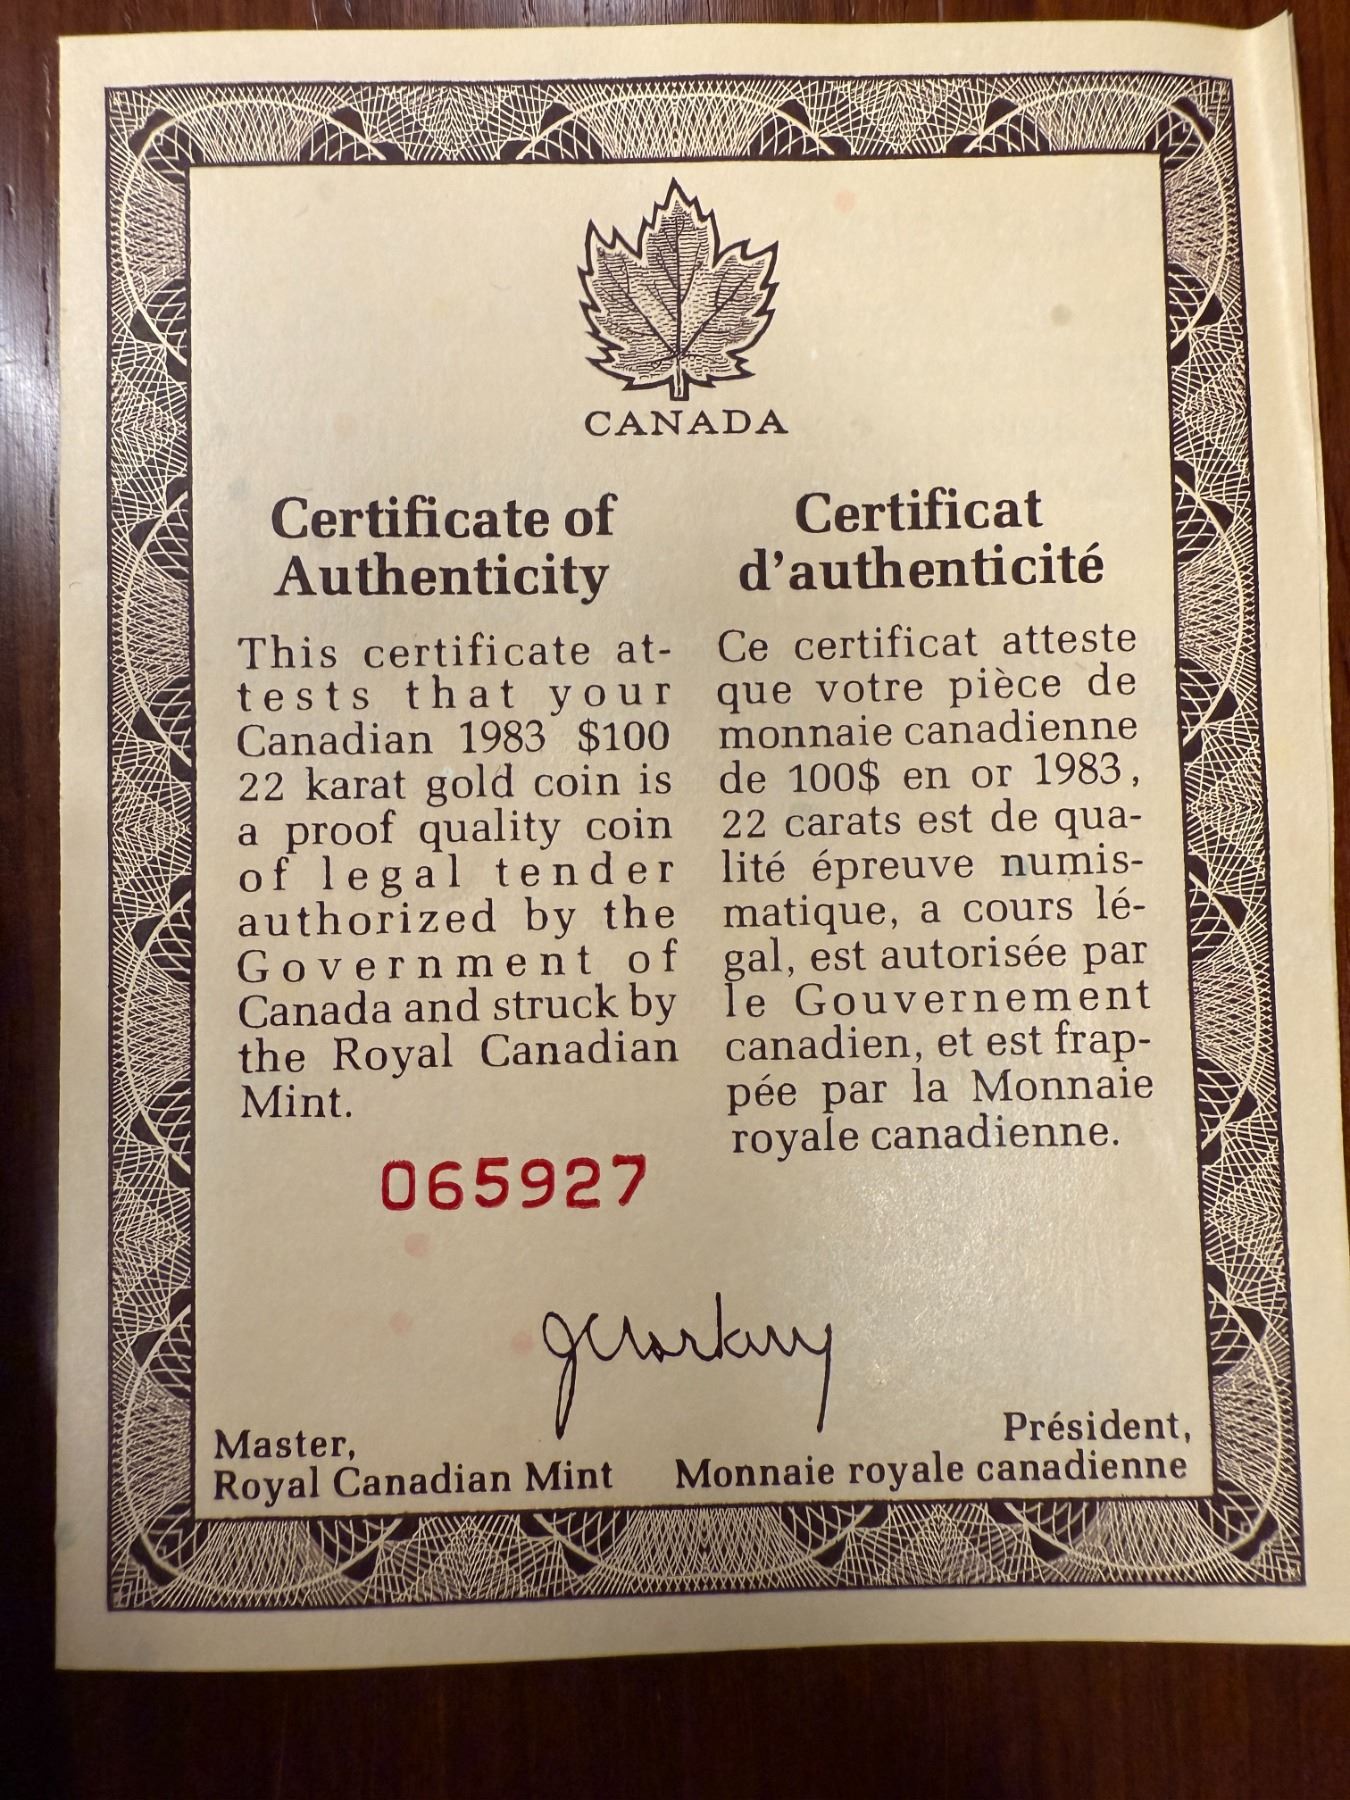 CANADA
Certificate of
Authenticity
This certificate at-
tests that your
Canadian 1983 $100
22 karat gold coin is
a proof quality coin
of legal tender
authorized by the
Government of
Canada and struck by
the Royal Canadian
Mint.
065927
Certificat
d'authenticité
Ce certificat atteste
que votre pièce de
monnaie canadienne
de 100$ en or 1983,
22 carats est de qua-
lité épreuve numis-
matique, a cours lé-
gal, est autorisée par
le Gouvernement
canadien, et est frap-
pée par la Monnaie
royale canadienne.
Master,
Royal Canadian Mint
Président,
Monnaie royale canadienne